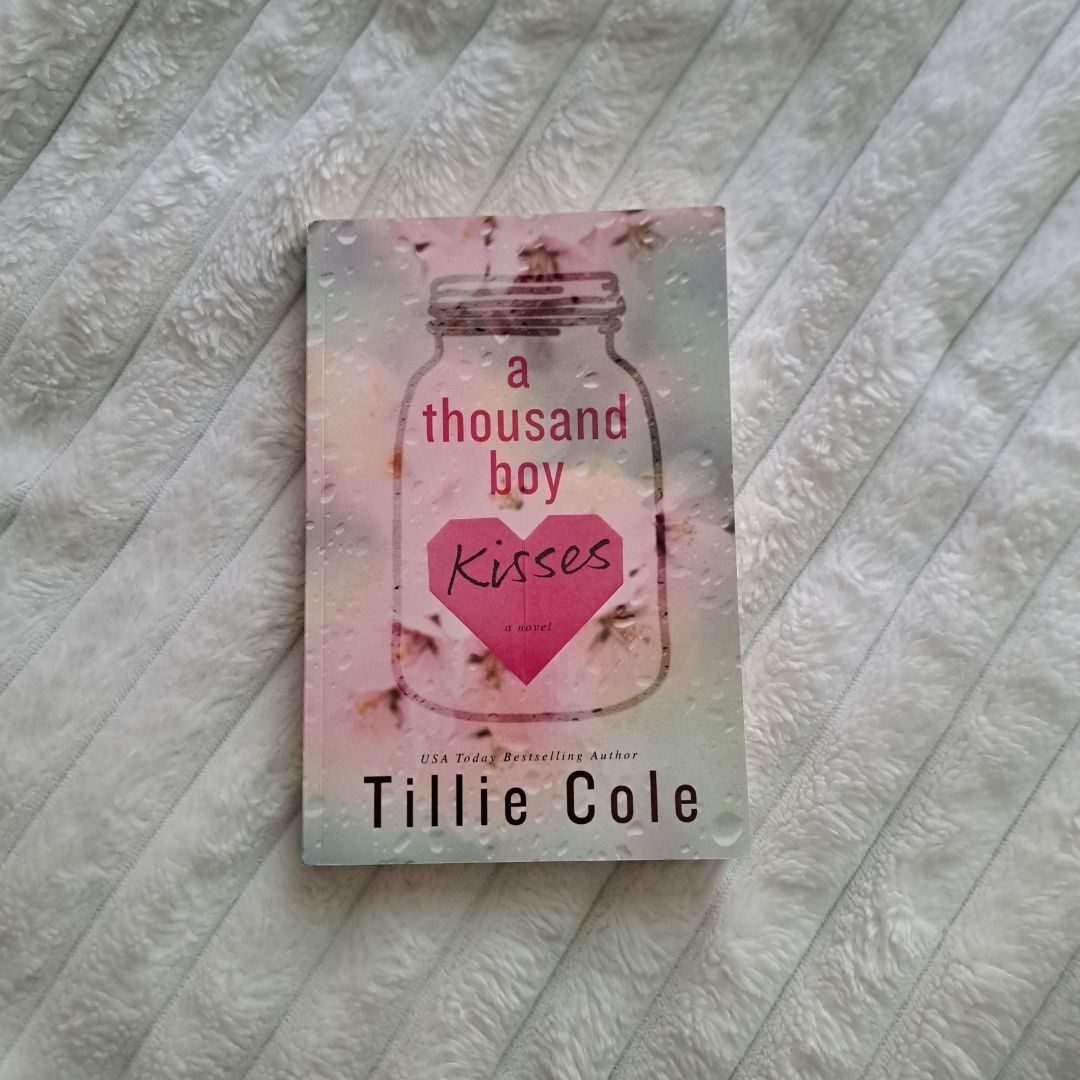 a
thousand
boy
Kisses
a novel
USA Today Bestselling Author
Tillie Cole